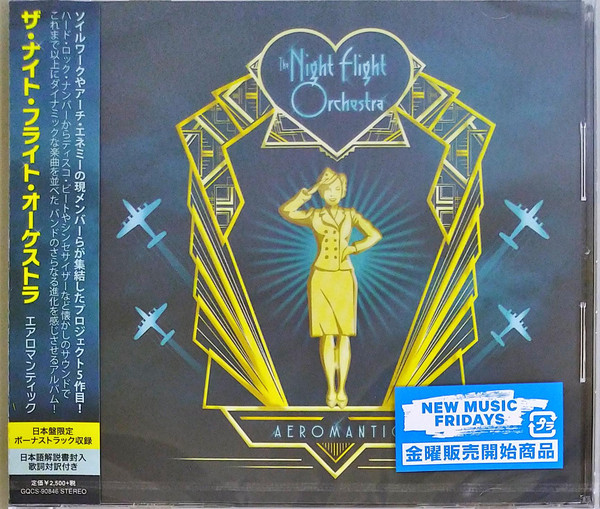 The Night Flight
Orchestra
AEROMANTIC
ソイルワークやアーチ・エネミーの現メンバーらが集結したプロジェクト5作目!
ハード・ロック・ナンバーからディスコ・ビートやシンセサイザーなど懐かしのサウンドで
これまで以上にダイナミックな楽曲を並べた バンドのさらなる進化を感じさせるアルバム!
ザ・ナイト・フライト・オーケストラ エアロマンティック
日本盤限定
ボーナストラック収録
日本語解説書封入
歌詞対訳付き
定価¥2,500+税
GQCS-90846 STEREO
NEW MUSIC
FRIDAYS
金曜販売開始商品